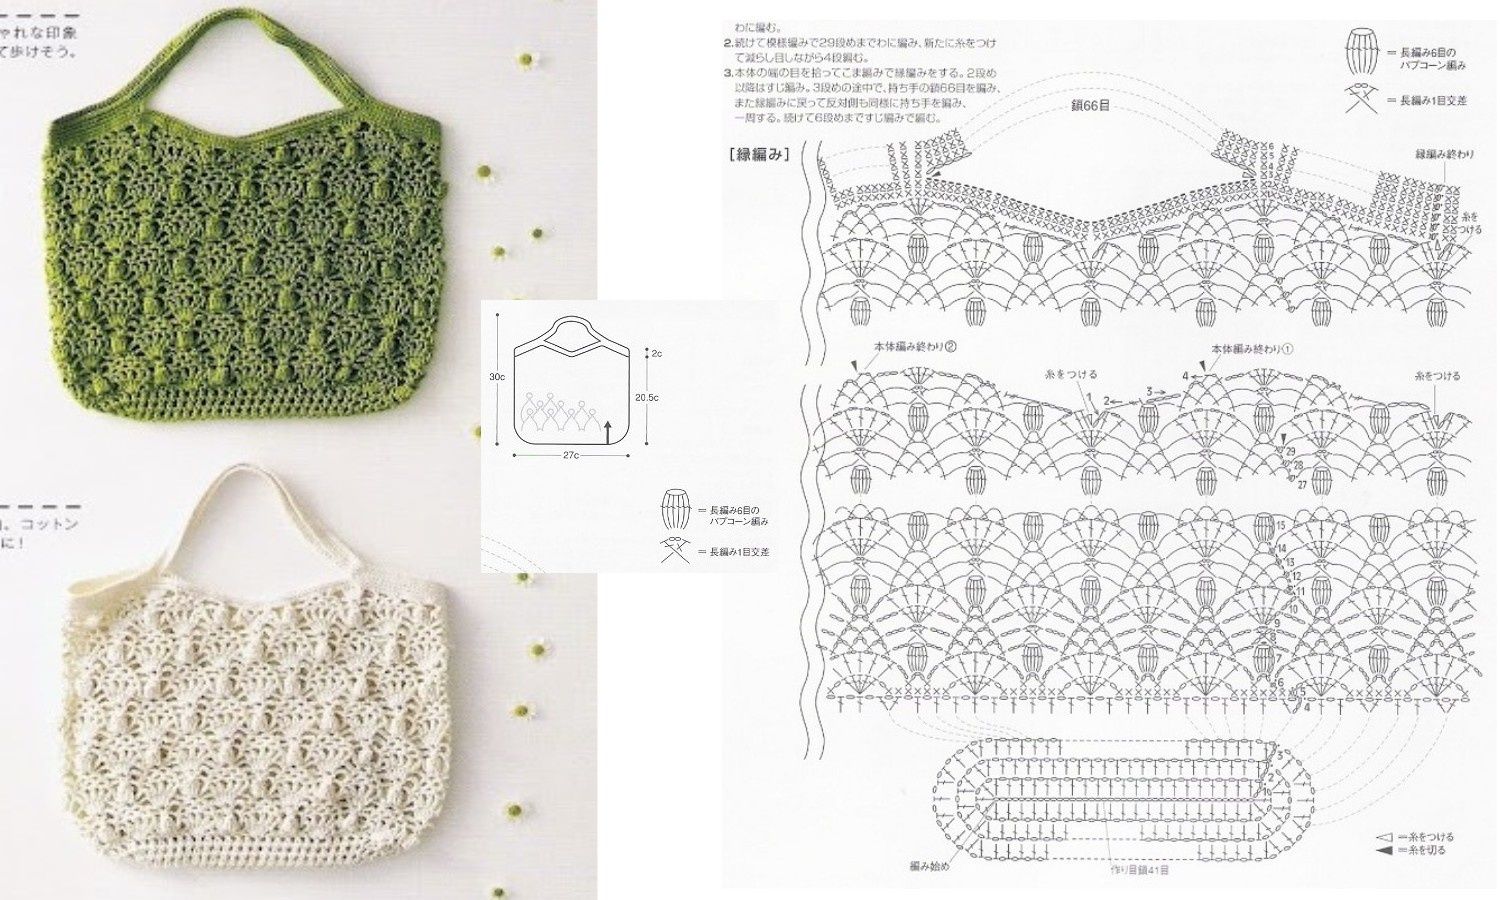 ゃれな印象
て歩けそう。
、コットン
に！
30c
2c
20.5c
27c
＝長編み6目の
パプコーン編み
＝長編み1目交差
わに編む。
2.続けて模様編みで29段めまでわに編み、新たに糸をつけ
て減らし目しながら4段編む。
3.本体の端の目を拾ってこま編みで縁編みをする。2段め
以降はすじ編み。3段めの途中で、持ち手の鎖66目を編み、
また縁編みに戻って反対側も同様に持ち手を編み、
一周する。続けて6段めまですじ編みで編む。
＝長編み6目の
パプコーン編み
＝長編み1目交差
[縁編み]
鎖66目
6
5
4
縁編み終わり
糸を
つける
本体編み終わり②
本体編み終わり①
糸をつける
糸をつける
1
2
3
4
29
28
27
15
14
13
12
11
10
9
8
7
6
5
4
3
2
1
編み始め
作り目鎖41目
＝糸をつける
＝糸を切る